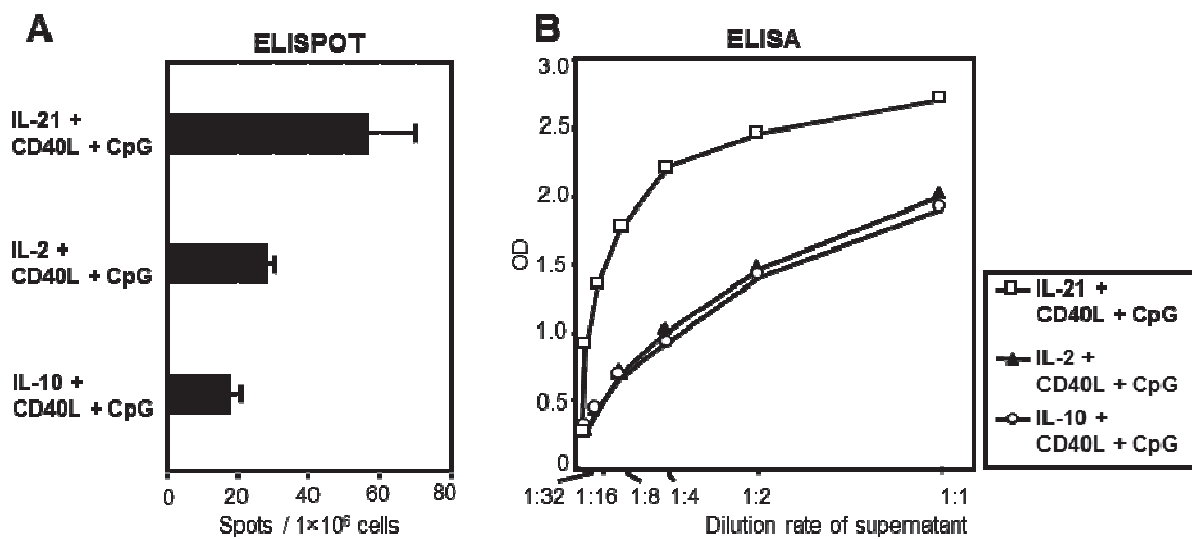 A
ELISPOT
IL-21 +
CD40L + CpG
IL-2 +
CD40L + CpG
IL-10 +
CD40L + CpG
0 20 40 60 80
Spots / 1×10⁶ cells
B
ELISA
3.0
2.5
2.0
1.5
1.0
0.5
0
OD
1:32 1:16 1:8 1:4 1:2 1:1
Dilution rate of supernatant
IL-21 +
CD40L + CpG
IL-2 +
CD40L + CpG
IL-10 +
CD40L + CpG